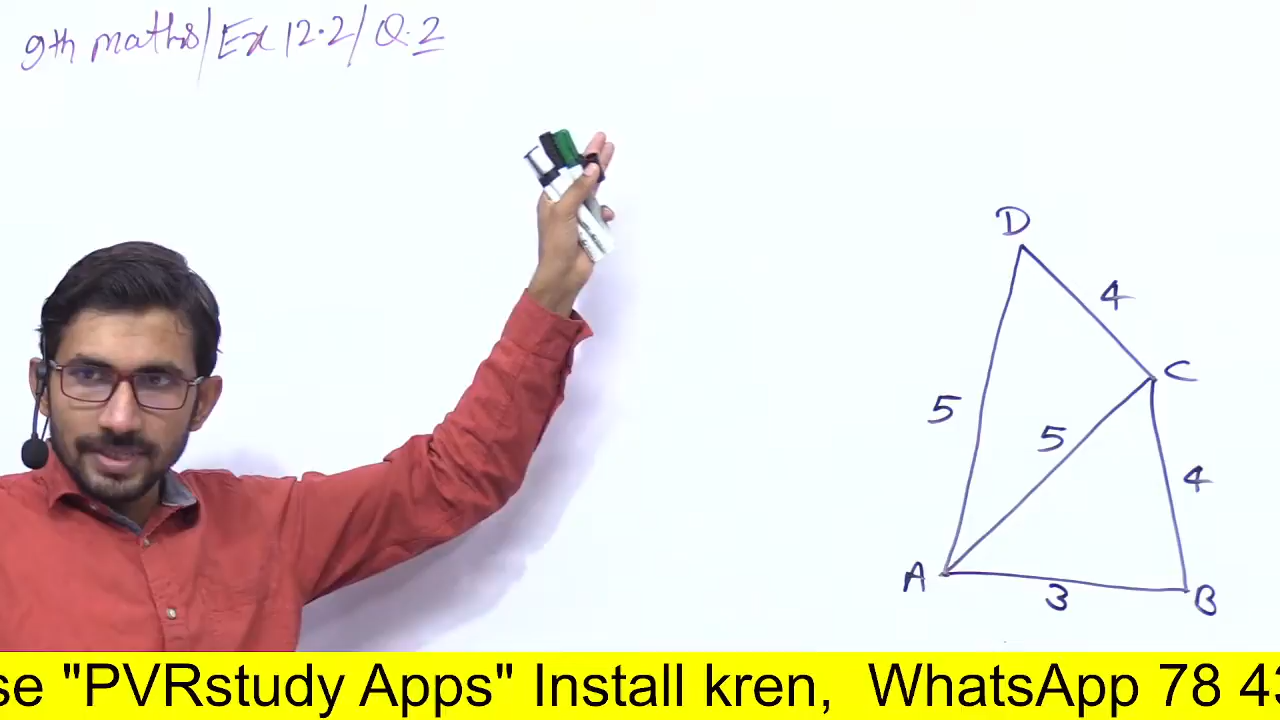 9th maths/Ex 12.2/Q.2
D
4
C
5
5
4
A
3
B
se "PVRstudy Apps" Install kren, WhatsApp 78 43